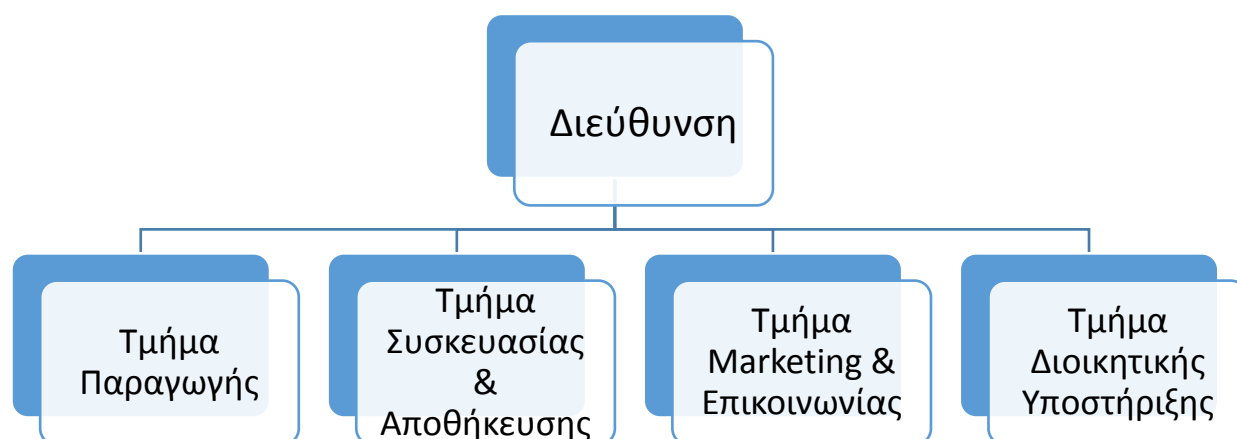 Διεύθυνση
Τμήμα
Παραγωγής
Τμήμα
Συσκευασίας
&
Αποθήκευσης
Τμήμα
Marketing &
Επικοινωνίας
Τμήμα
Διοικητικής
Υποστήριξης